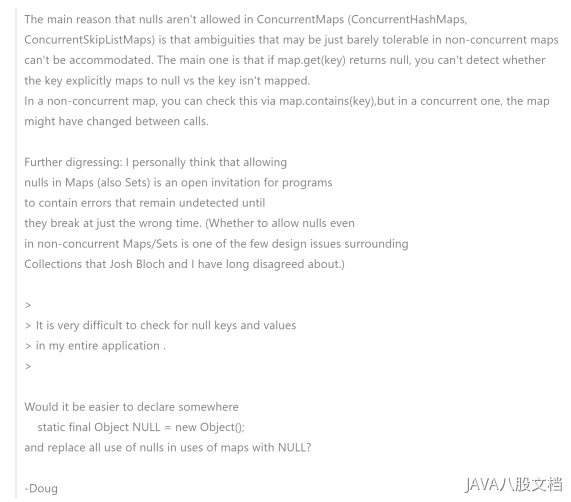 The main reason that nulls aren't allowed in ConcurrentMaps (ConcurrentHashMaps,
ConcurrentSkipListMaps) is that ambiguities that may be just barely tolerable in non-concurrent maps
can't be accommodated. The main one is that if map.get(key) returns null, you can't detect whether
the key explicitly maps to null vs the key isn't mapped.
In a non-concurrent map, you can check this via map.contains(key),but in a concurrent one, the map
might have changed between calls.
Further digressing: I personally think that allowing
nulls in Maps (also Sets) is an open invitation for programs
to contain errors that remain undetected until
they break at just the wrong time. (Whether to allow nulls even
in non-concurrent Maps/Sets is one of the few design issues surrounding
Collections that Josh Bloch and I have long disagreed about.)
>
> It is very difficult to check for null keys and values
> in my entire application .
>
Would it be easier to declare somewhere
static final Object NULL = new Object();
and replace all use of nulls in uses of maps with NULL?
-Doug
JAVA八股文档